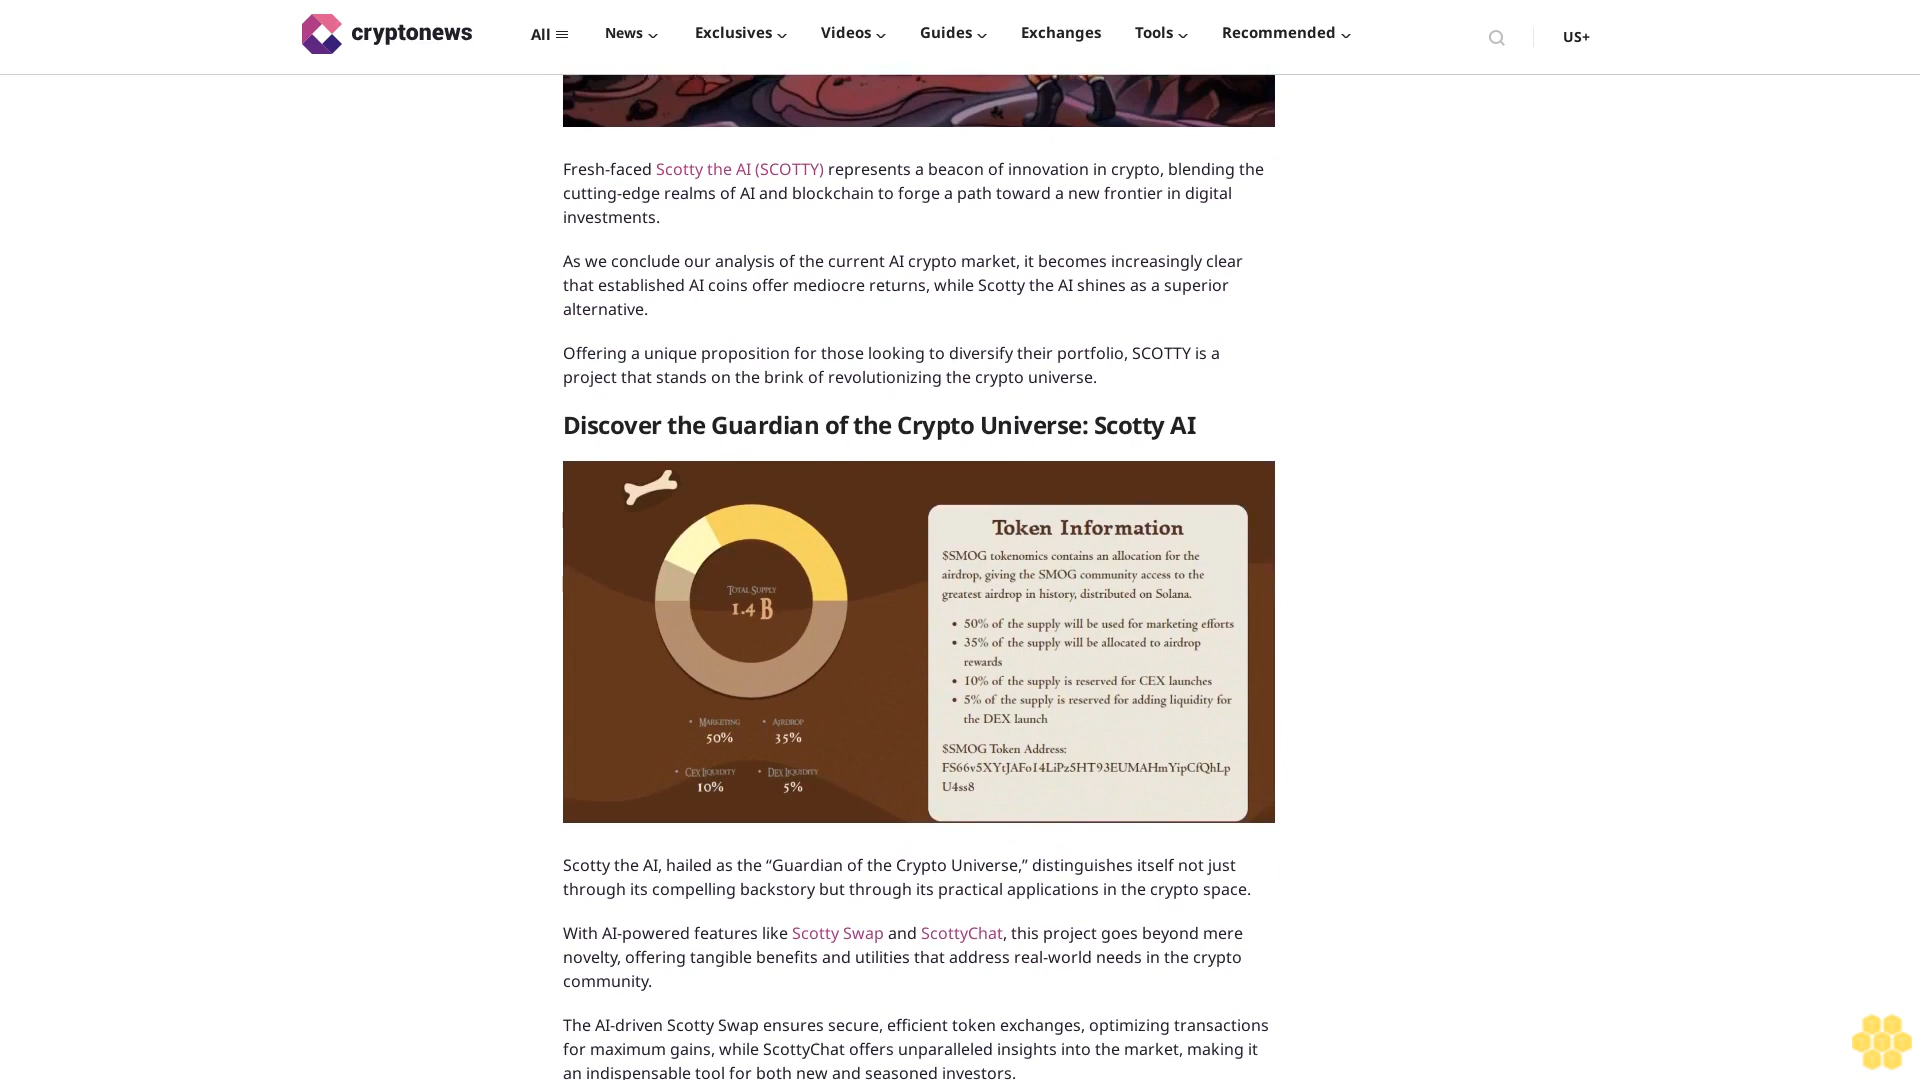 cryptonews
All
News
Exclusives
Videos
Guides
Exchanges
Tools
Recommended
US+
Fresh-faced Scotty the AI (SCOTTY) represents a beacon of innovation in crypto, blending the
cutting-edge realms of AI and blockchain to forge a path toward a new frontier in digital
investments.
As we conclude our analysis of the current AI crypto market, it becomes increasingly clear
that established AI coins offer mediocre returns, while Scotty the AI shines as a superior
alternative.
Offering a unique proposition for those looking to diversify their portfolio, SCOTTY is a
project that stands on the brink of revolutionizing the crypto universe.
Discover the Guardian of the Crypto Universe: Scotty AI
Total Supply
1.4 B
• Marketing
50%
• Airdrop
35%
• Cex Liquidity
10%
• Dex Liquidity
5%
Token Information
$SMOG tokenomics contains an allocation for the
airdrop, giving the SMOG community access to the
greatest airdrop in history, distributed on Solana.
• 50% of the supply will be used for marketing efforts
• 35% of the supply will be allocated to airdrop
rewards
• 10% of the supply is reserved for CEX launches
• 5% of the supply is reserved for adding liquidity for
the DEX launch
$SMOG Token Address:
FS66v5XYtJAFo14LiPz5HT93EUMAHmYipCfQhLp
U4ss8
Scotty the AI, hailed as the “Guardian of the Crypto Universe,” distinguishes itself not just
through its compelling backstory but through its practical applications in the crypto space.
With AI-powered features like Scotty Swap and ScottyChat, this project goes beyond mere
novelty, offering tangible benefits and utilities that address real-world needs in the crypto
community.
The AI-driven Scotty Swap ensures secure, efficient token exchanges, optimizing transactions
for maximum gains, while ScottyChat offers unparalleled insights into the market, making it
an indispensable tool for both new and seasoned investors.